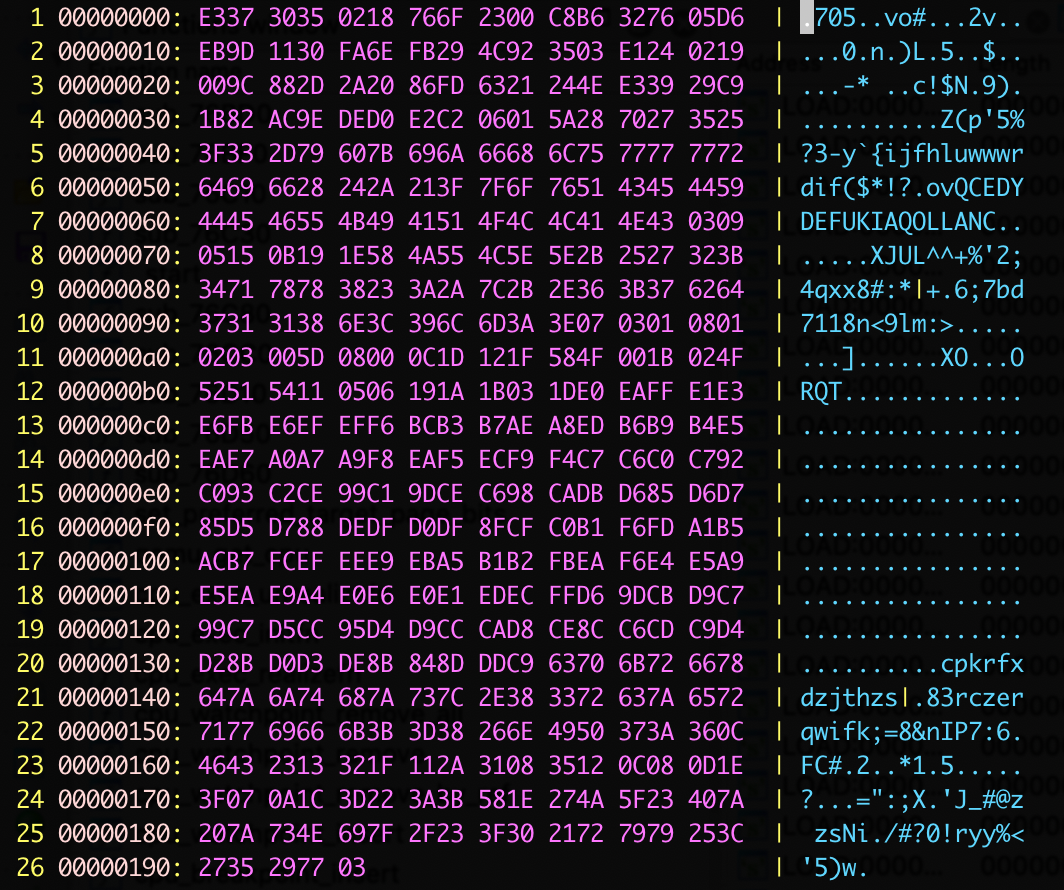 1 00000000: E337 3035 0218 766F 2300 C8B6 3276 05D6 | .705..vo#...2v..
2 00000010: EB9D 1130 FA6E FB29 4C92 3503 E124 0219 | ...0.n.)L.5..$..
3 00000020: 009C 882D 2A20 86FD 6321 244E E339 29C9 | ...-* ..c!$N.9).
4 00000030: 1B82 AC9E DED0 E2C2 0601 5A28 7027 3525 | ..........Z(p'5%
5 00000040: 3F33 2D79 607B 696A 6668 6C75 7777 7772 | ?3-y`{ijfhluwwwr
6 00000050: 6469 6628 242A 213F 7F6F 7651 4345 4459 | dif($*!?.ovQCEDY
7 00000060: 4445 4655 4B49 4151 4F4C 4C41 4E43 0309 | DEFUKIAQOLLANC..
8 00000070: 0515 0B19 1E58 4A55 4C5E 5E2B 2527 323B | .....XJUL^^+%'2;
9 00000080: 3471 7878 3823 3A2A 7C2B 2E36 3B37 6264 | 4qxx8#:*|+.6;7bd
10 00000090: 3731 3138 6E3C 396C 6D3A 3E07 0301 0801 | 7118n<9lm:>.....
11 000000a0: 0203 005D 0800 0C1D 121F 584F 001B 024F | ...]......XO...O
12 000000b0: 5251 5411 0506 191A 1B03 1DE0 EAFF E1E3 | RQT.............
13 000000c0: E6FB E6EF EFF6 BCB3 B7AE A8ED B6B9 B4E5 | ................
14 000000d0: EAE7 A0A7 A9F8 EAF5 ECF9 F4C7 C6C0 C792 | ................
15 000000e0: C093 C2CE 99C1 9DCE C698 CADB D685 D6D7 | ................
16 000000f0: 85D5 D788 DEDF D0DF 8FCF C0B1 F6FD A1B5 | ................
17 00000100: ACB7 FCEF EEE9 EBA5 B1B2 FBEA F6E4 E5A9 | ................
18 00000110: E5EA E9A4 E0E6 E0E1 EDEC FFD6 9DCB D9C7 | ................
19 00000120: 99C7 D5CC 95D4 D9CC CAD8 CE8C C6CD C9D4 | ................
20 00000130: D28B D0D3 DE8B 848D DDC9 6370 6B72 6678 | ..........cpkrfx
21 00000140: 647A 6A74 687A 737C 2E38 3372 637A 6572 | dzjthzs|.83rczer
22 00000150: 7177 6966 6B3B 3D38 266E 4950 373A 360C | qwifk;=8&nIP7:6.
23 00000160: 4643 2313 321F 112A 3108 3512 0C08 0D1E | FC#.2..*1.5.....
24 00000170: 3F07 0A1C 3D22 3A3B 581E 274A 5F23 407A | ?...=":;X.'J_#@z
25 00000180: 207A 734E 697F 2F23 3F30 2172 7979 253C |  zsNi./#?0!ryy%<
26 00000190: 2735 2977 03 | '5)w.